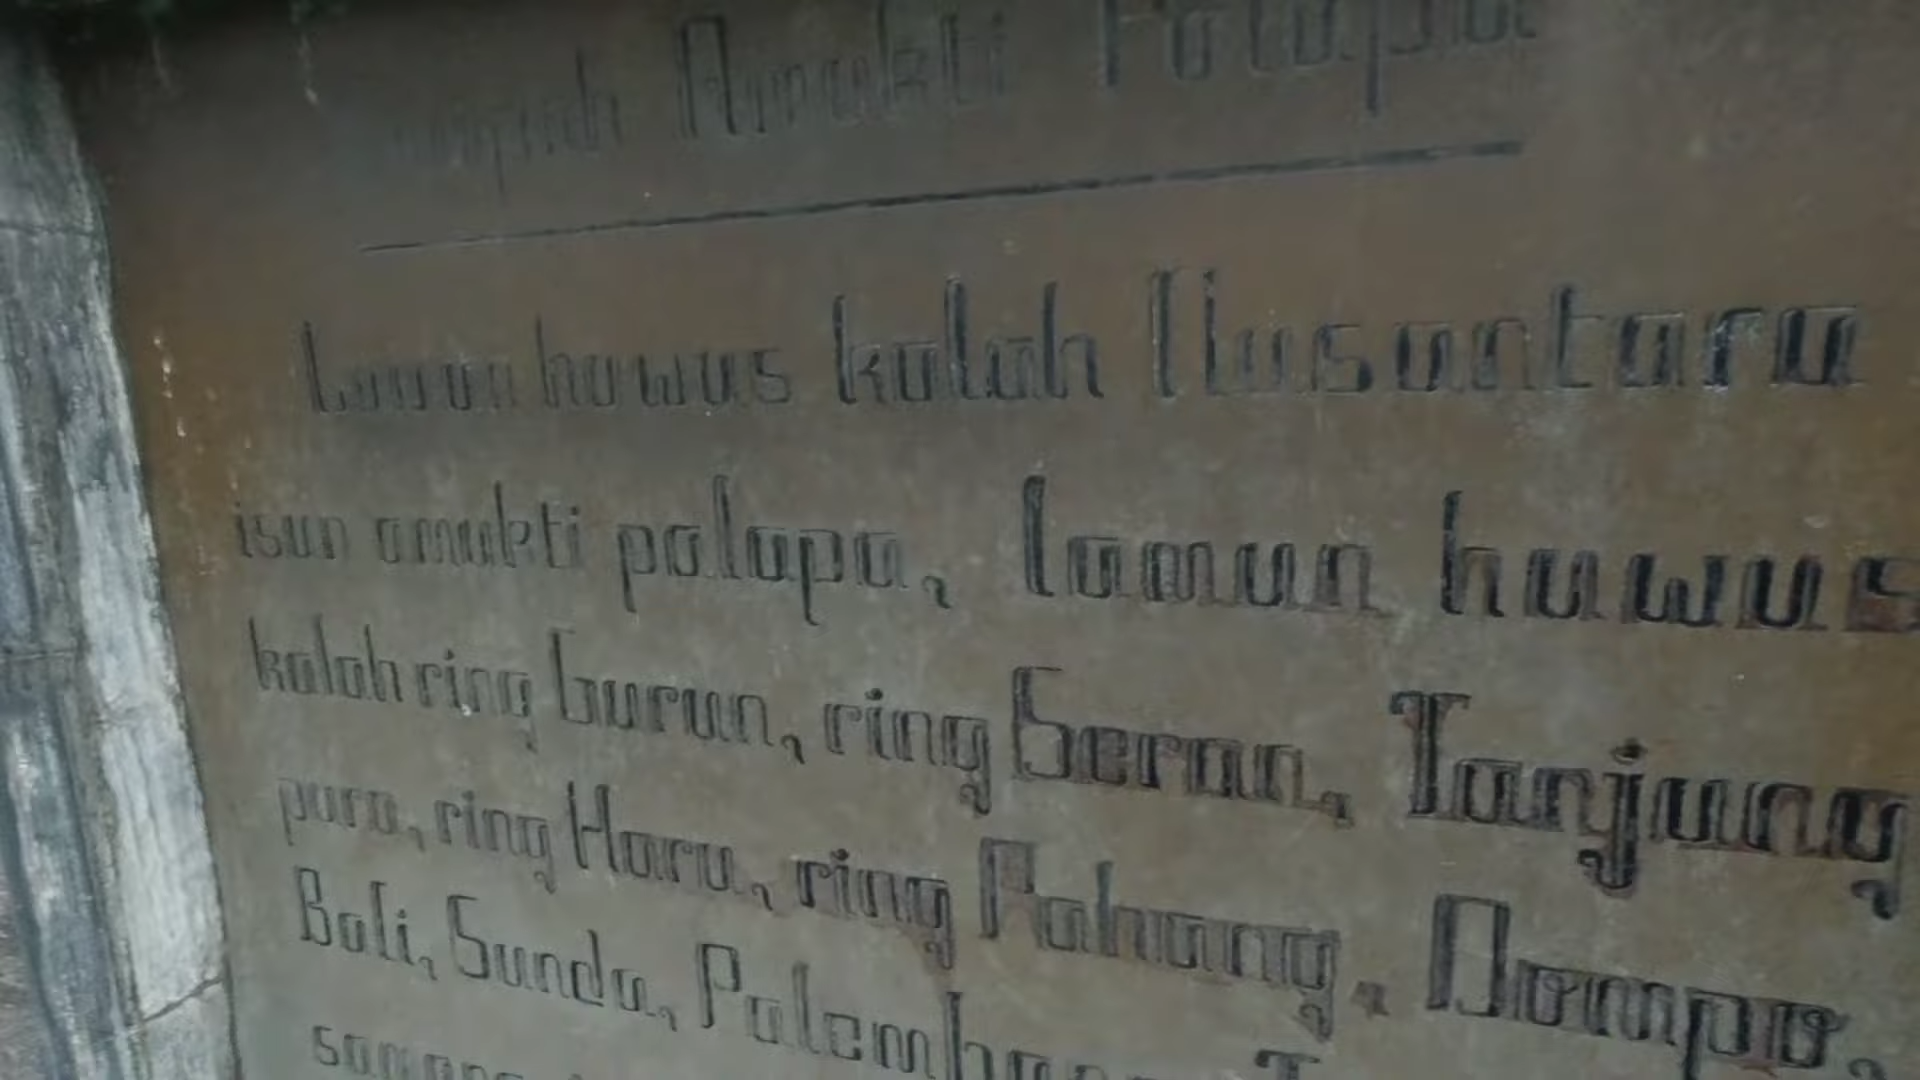 Amukti Palapa
Lamun huwus kalah Nusantara
isun amukti palapa, lamun huwus
kalah ring Gurun, ring Seran, Tanjung
pura, ring Haru, ring Pahang, Dompo,
Bali, Sunda,